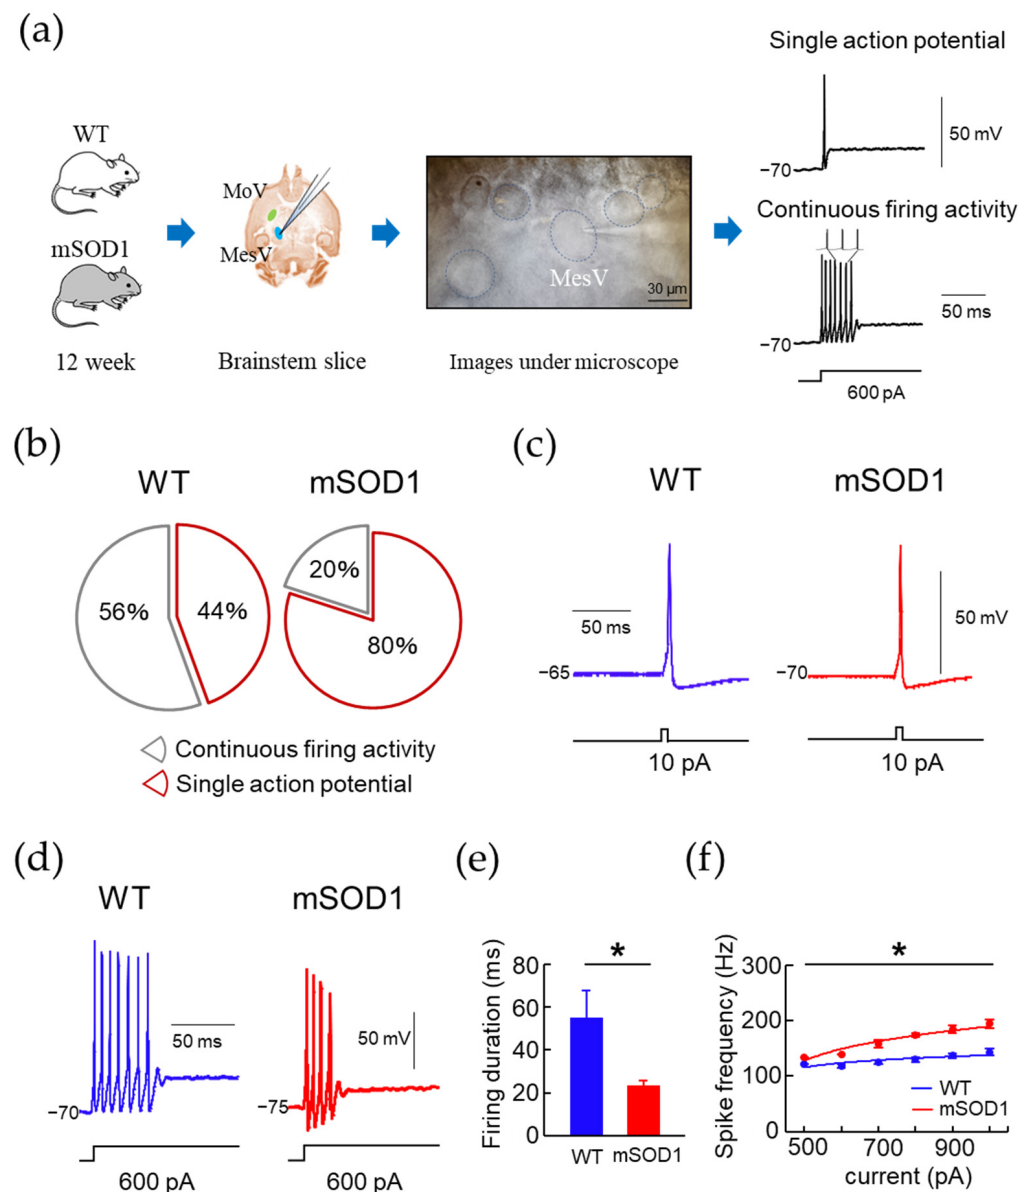 (a)
Single action potential
WT
50 mV
−70
MoV
Continuous firing activity
mSOD1
MesV
MesV
30 µm
50 ms
−70
12 week
Brainstem slice
Images under microscope
600 pA
(b)
WT
mSOD1
56%
44%
20%
80%
Continuous firing activity
Single action potential
(c)
WT
mSOD1
50 ms
50 mV
−65
−70
10 pA
10 pA
(d)
WT
mSOD1
50 ms
50 mV
−70
−75
600 pA
600 pA
(e)
*
Firing duration (ms)
80
60
40
20
0
WT
mSOD1
(f)
*
Spike frequency (Hz)
300
200
100
0
WT
mSOD1
500
700
900
current (pA)